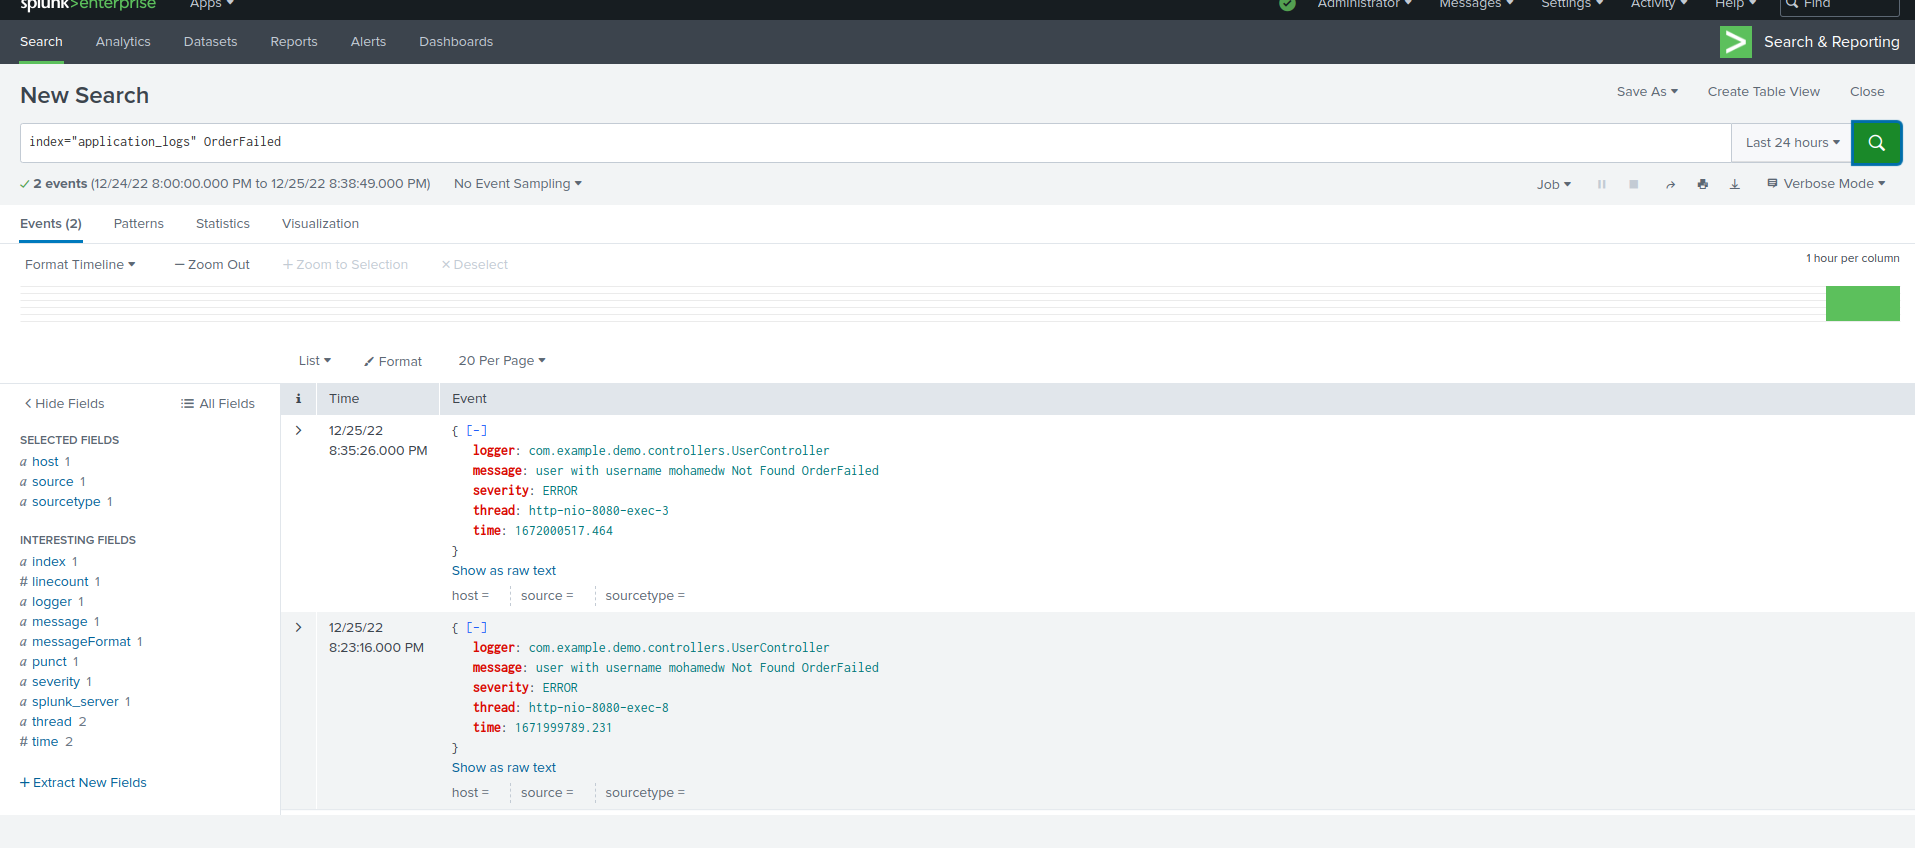 splunk>enterprise Apps Administrator Messages Settings Activity Help Find
Search Analytics Datasets Reports Alerts Dashboards Search & Reporting
New Search Save As Create Table View Close
index="application_logs" OrderFailed Last 24 hours
2 events (12/24/22 8:00:00.000 PM to 12/25/22 8:38:49.000 PM) No Event Sampling Job Verbose Mode
Events (2) Patterns Statistics Visualization
Format Timeline — Zoom Out + Zoom to Selection × Deselect 1 hour per column
List Format 20 Per Page
< Hide Fields All Fields
SELECTED FIELDS
a host 1
a source 1
a sourcetype 1
INTERESTING FIELDS
a index 1
# linecount 1
a logger 1
a message 1
a messageFormat 1
a punct 1
a severity 1
a splunk_server 1
a thread 2
# time 2
+ Extract New Fields
i Time Event
> 12/25/22 { [-]
8:35:26.000 PM logger: com.example.demo.controllers.UserController
message: user with username mohamedw Not Found OrderFailed
severity: ERROR
thread: http-nio-8080-exec-3
time: 1672000517.464
}
Show as raw text
host = source = sourcetype =
> 12/25/22 { [-]
8:23:16.000 PM logger: com.example.demo.controllers.UserController
message: user with username mohamedw Not Found OrderFailed
severity: ERROR
thread: http-nio-8080-exec-8
time: 1671999789.231
}
Show as raw text
host = source = sourcetype =